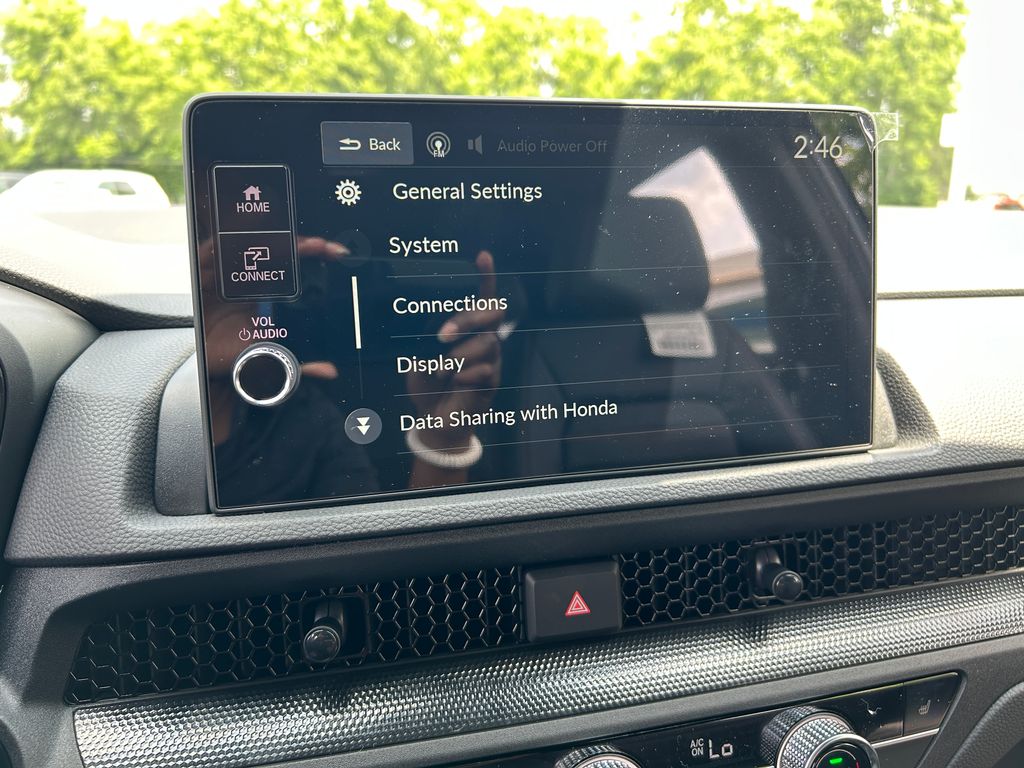 Back
FM
Audio Power Off
2:46
HOME
General Settings
System
CONNECT
Connections
VOL
AUDIO
Display
Data Sharing with Honda
A/C
ON
Lo